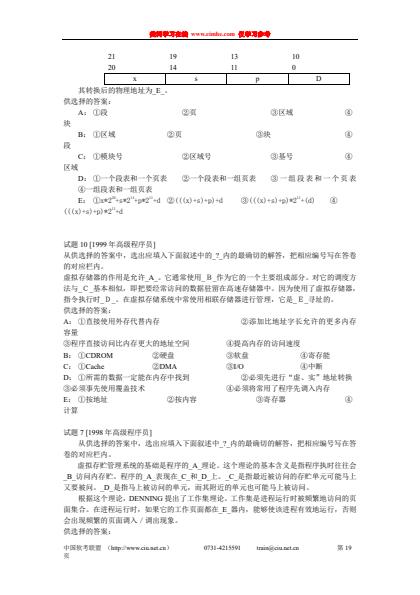 我们学习在线 www.cnnhe.com 仅学习参考
21 19 13 10
20 14 11 0
x s p D
其转换后的物理地址为_E_。
供选择的答案:
A: ①段 ②页 ③区域 ④
块
B: ①区域 ②页 ③块 ④
段
C: ①模块号 ②区域号 ③基号 ④
区域
D: ①一个段表和一个页表 ②一个段表和一组页表 ③一组段表和一个页表
④一组段表和一组页表
E: ①x*2²⁰+s*2¹⁴+p*2¹¹+d ②(((x)+s)+p)+d ③(((x)+s)+p)*2¹¹+(d) ④
(((x)+s)+p)*2¹¹+d
试题 10 [1999 年高级程序员]
从供选择的答案中,选出应填入下面叙述中的_?_内的最确切的解答,把相应编号写在答卷
的对应栏内。
虚拟存储器的作用是允许_A_。它通常使用_B_作为它的一个主要组成部分。对它的调度方
法与_C_基本相似,即把要经常访问的数据驻留在高速存储器中。因为使用了虚拟存储器,
指令执行时_D_。在虚拟存储系统中常使用相联存储器进行管理,它是_E_寻址的。
供选择的答案:
A: ①直接使用外存代替内存 ②添加比地址字长允许的更多内存
容量
③程序直接访问比内存更大的地址空间 ④提高内存的访问速度
B: ①CDROM ②硬盘 ③软盘 ④寄存能
C: ①Cache ②DMA ③I/O ④中断
D: ①所需的数据一定能在内存中找到 ②必须先进行“虚、实”地址转换
③必须事先使用覆盖技术 ④必须将常用了程序先调入内存
E: ①按地址 ②按内容 ③寄存器 ④
计算
试题 7 [1998 年高级程序员]
从供选择的答案中,选出应填入下面叙述中_?_内的最确切的解答,把相应编号写在答
卷的对应栏内。
虚拟存贮管理系统的基础是程序的_A_理论。这个理论的基本含义是指程序执行时往往会
_B_访问内存贮。程序的_A_表现在_C_和_D_上。_C_是指最近被访问的存贮单元可能马上
又要被问。_D_是指马上被访问的单元,而其附近的单元也可能马上被访问。
根据这个理论,DENNING 提出了工作集理论。工作集是进程运行时被频繁地访问的页
面集合。在进程运行时,如果它的工作页面都在_E_器内,能够使该进程有效地运行,否则
会出现频繁的页面调入/调出现象。
供选择的答案:
中国软考联盟 (http://www.ciu.net.cn) 0731-4215591 train@ciu.net.cn 第 19
页